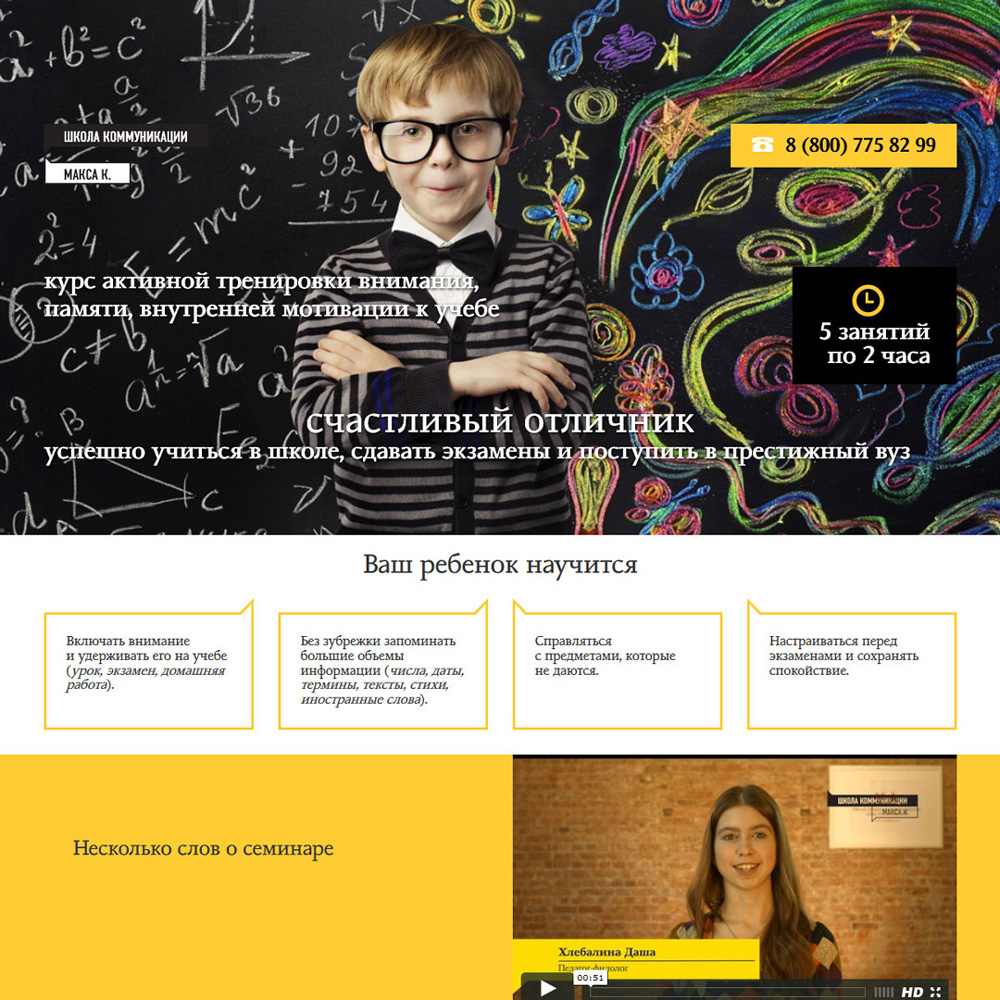 ШКОЛА КОММУНИКАЦИИ
МАКСА К.
8 (800) 775 82 99
курс активной тренировки внимания,
памяти, внутренней мотивации к учебе
5 занятий
по 2 часа
счастливый отличник
успешно учиться в школе, сдавать экзамены и поступить в престижный вуз
Ваш ребенок научится
Включать внимание
и удерживать его на учебе
(урок, экзамен, домашняя
работа).
Без зубрежки запоминать
большие объемы
информации (числа, даты,
термины, тексты, стихи,
иностранные слова).
Справляться
с предметами, которые
не даются.
Настраиваться перед
экзаменами и сохранять
спокойствие.
Несколько слов о семинаре
ШКОЛА КОММУНИКАЦИИ
МАКСА К
Хлебалина Даша
Педагог-филолог
00:51
HD